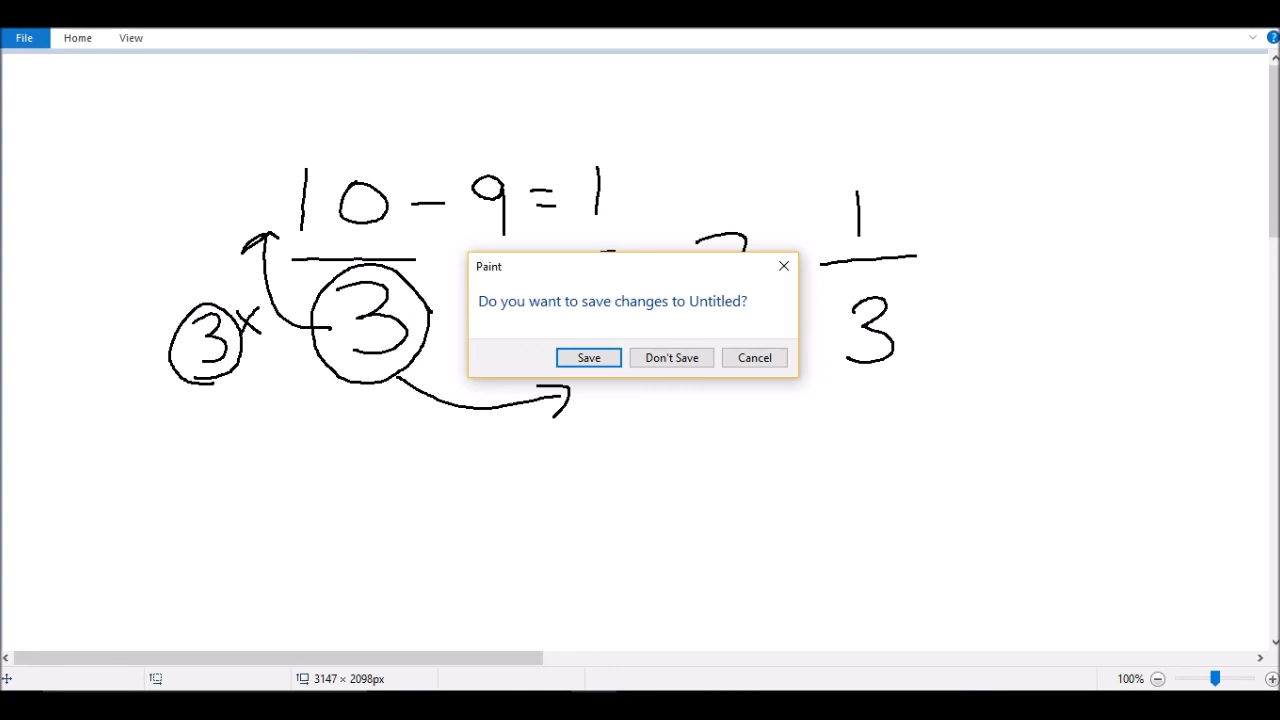 File Home View
10 - 9 = 1
1
3 x 3
3
Paint
Do you want to save changes to Untitled?
Save Don't Save Cancel
3147 × 2098px
100%